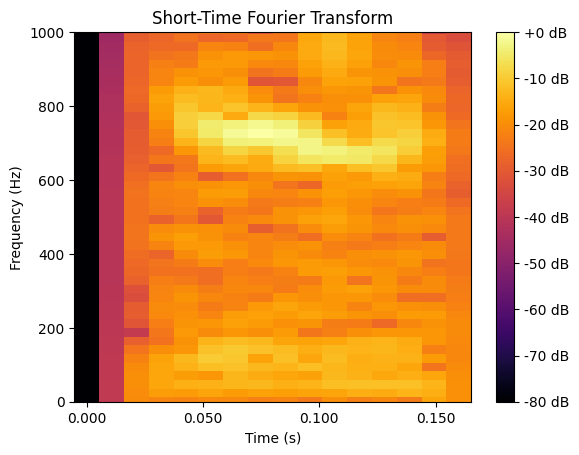 Short-Time Fourier Transform
1000
800
600
400
200
0
Frequency (Hz)
0.000
0.050
0.100
0.150
Time (s)
+0 dB
-10 dB
-20 dB
-30 dB
-40 dB
-50 dB
-60 dB
-70 dB
-80 dB